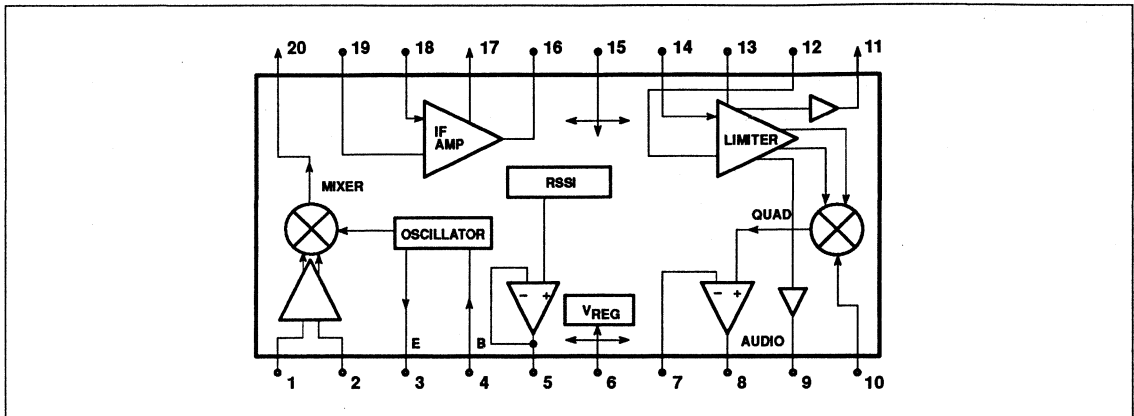 20 19 18 17 16 15 14 13 12 11
IF
AMP
LIMITER
RSSI
MIXER
QUAD
OSCILLATOR
- +
- +
VREG
E B AUDIO
1 2 3 4 5 6 7 8 9 10